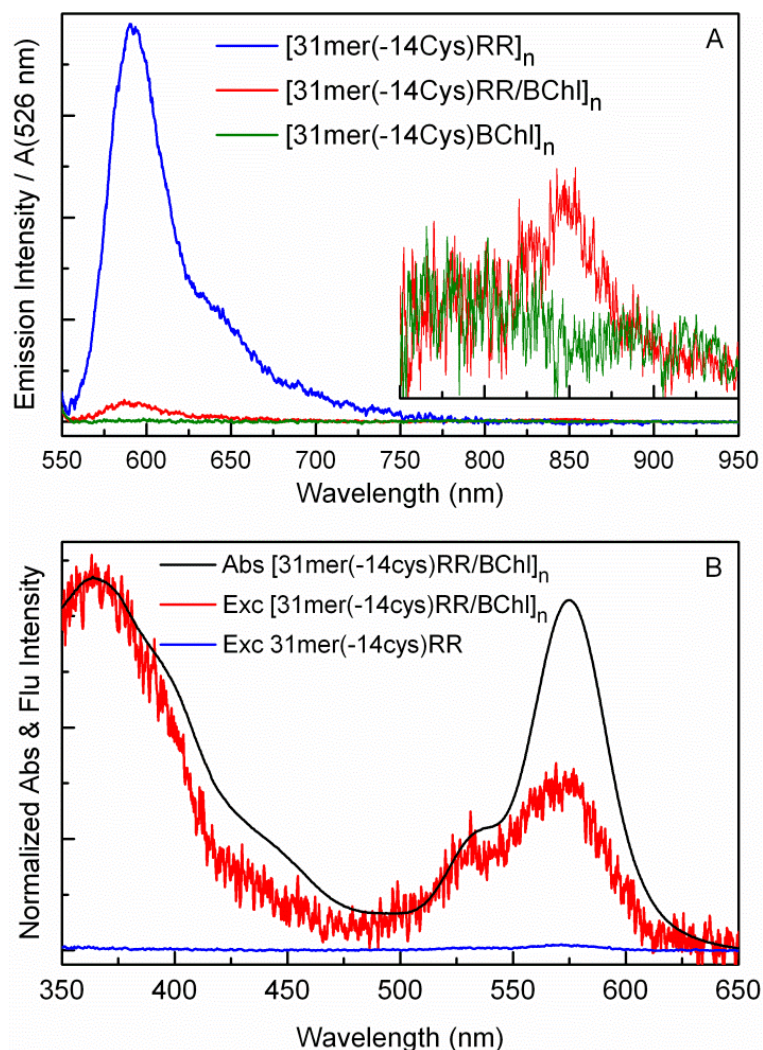 A
[31mer(-14Cys)RR]n
[31mer(-14Cys)RR/BChl]n
[31mer(-14Cys)BChl]n
Emission Intensity / A(526 nm)
550 600 650 700 750 800 850 900 950
Wavelength (nm)
B
Abs [31mer(-14cys)RR/BChl]n
Exc [31mer(-14cys)RR/BChl]n
Exc 31mer(-14cys)RR
Normalized Abs & Flu Intensity
350 400 450 500 550 600 650
Wavelength (nm)